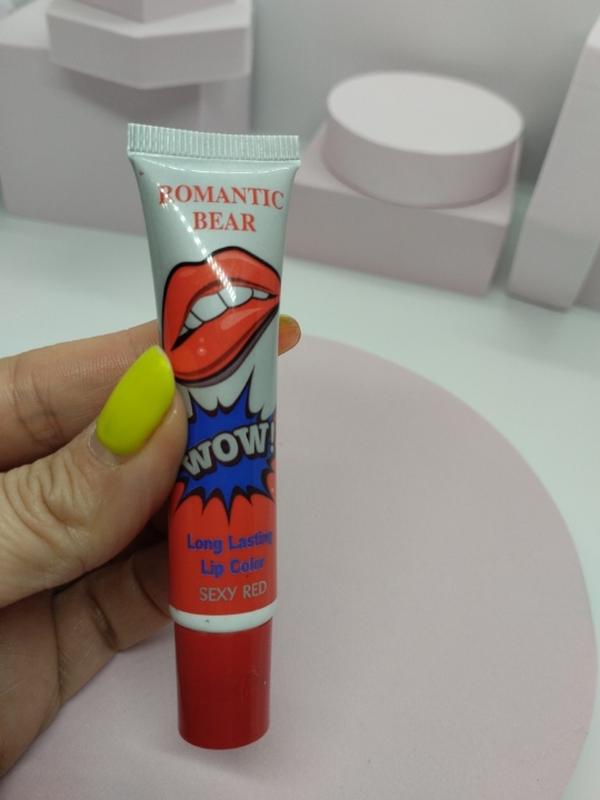 ROMANTIC
BEAR
WOW!
Long Lasting
Lip Color
SEXY RED